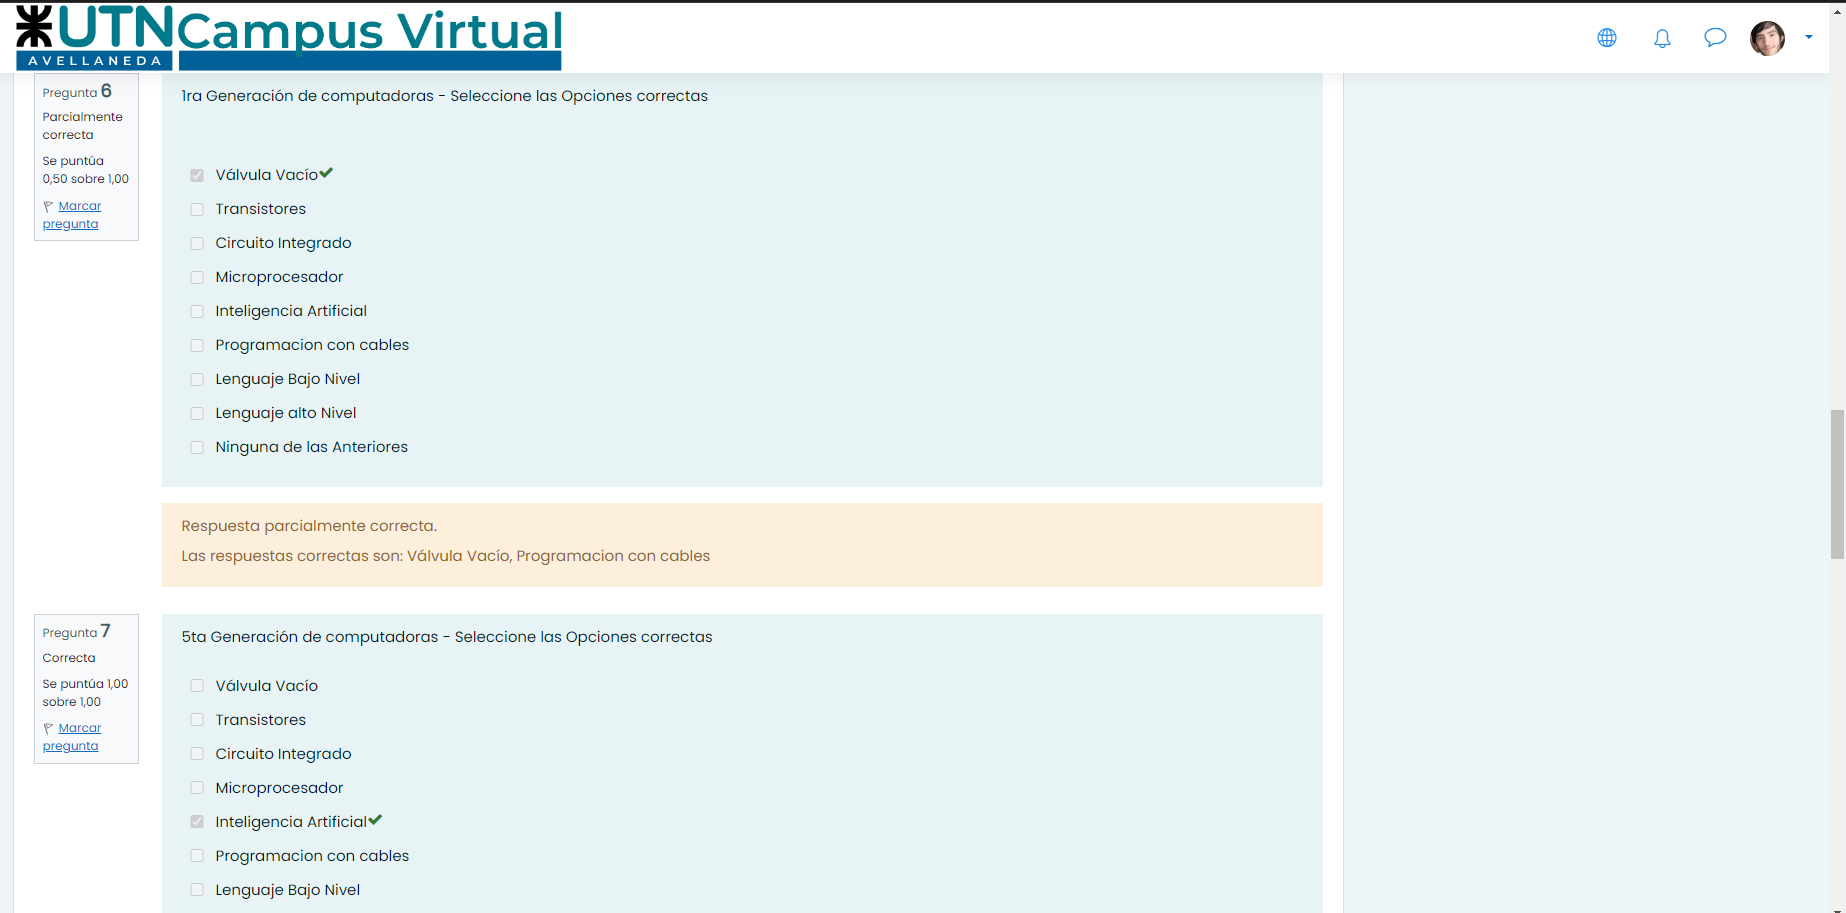 UTN Campus Virtual
AVELLANEDA
Pregunta 6
Parcialmente
correcta
Se puntúa
0,50 sobre 1,00
Marcar
pregunta
1ra Generación de computadoras - Seleccione las Opciones correctas
Válvula Vacío
Transistores
Circuito Integrado
Microprocesador
Inteligencia Artificial
Programacion con cables
Lenguaje Bajo Nivel
Lenguaje alto Nivel
Ninguna de las Anteriores
Respuesta parcialmente correcta.
Las respuestas correctas son: Válvula Vacío, Programacion con cables
Pregunta 7
Correcta
Se puntúa 1,00
sobre 1,00
Marcar
pregunta
5ta Generación de computadoras - Seleccione las Opciones correctas
Válvula Vacío
Transistores
Circuito Integrado
Microprocesador
Inteligencia Artificial
Programacion con cables
Lenguaje Bajo Nivel